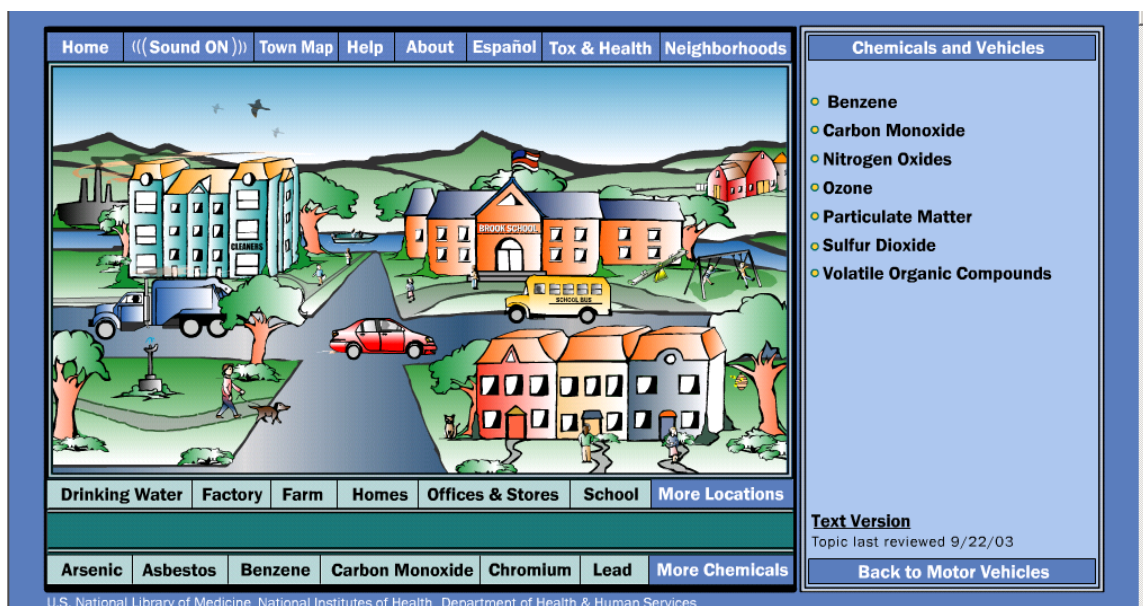 Home (((Sound ON))) Town Map Help About Español Tox & Health Neighborhoods
CLEANERS
BROOK SCHOOL
SCHOOL BUS
Drinking Water Factory Farm Homes Offices & Stores School More Locations
Arsenic Asbestos Benzene Carbon Monoxide Chromium Lead More Chemicals
U.S. National Library of Medicine, National Institutes of Health, Department of Health & Human Services
Chemicals and Vehicles
Benzene
Carbon Monoxide
Nitrogen Oxides
Ozone
Particulate Matter
Sulfur Dioxide
Volatile Organic Compounds
Text Version
Topic last reviewed 9/22/03
Back to Motor Vehicles